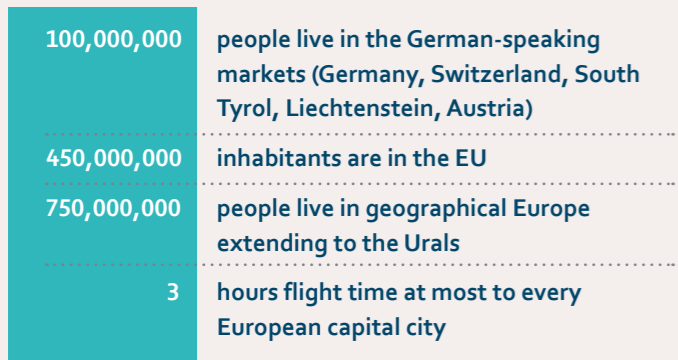 100,000,000 people live in the German-speaking
markets (Germany, Switzerland, South
Tyrol, Liechtenstein, Austria)
450,000,000 inhabitants are in the EU
750,000,000 people live in geographical Europe
extending to the Urals
3 hours flight time at most to every
European capital city